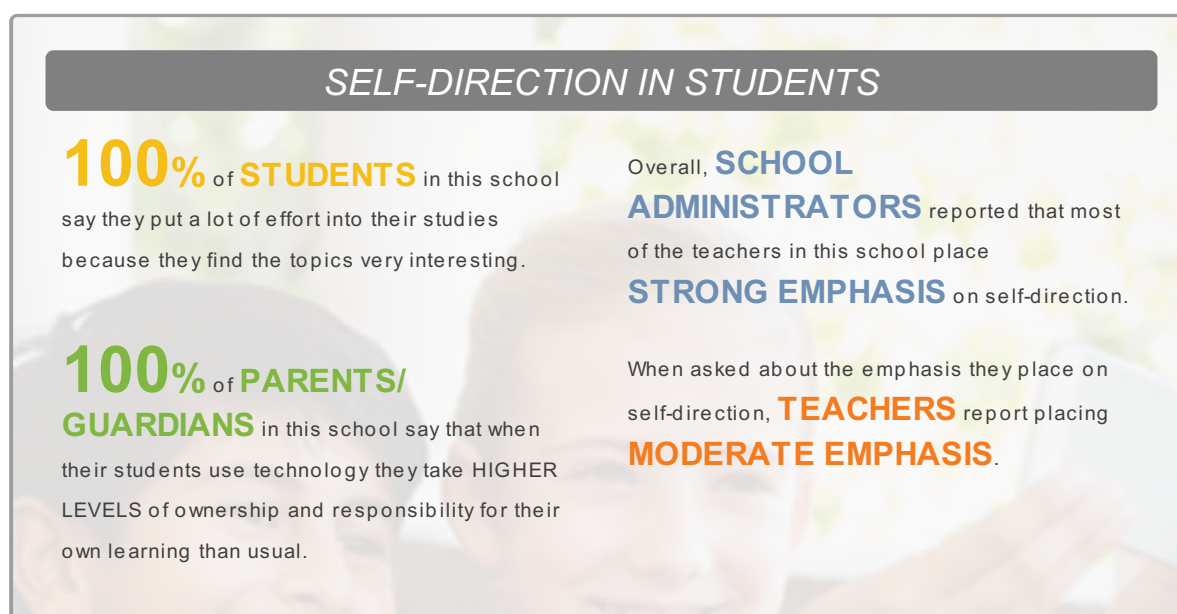 SELF-DIRECTION IN STUDENTS
100% of STUDENTS in this school
say they put a lot of effort into their studies
because they find the topics very interesting.
100% of PARENTS/
GUARDIANS in this school say that when
their students use technology they take HIGHER
LEVELS of ownership and responsibility for their
own learning than usual.
Overall, SCHOOL
ADMINISTRATORS reported that most
of the teachers in this school place
STRONG EMPHASIS on self-direction.
When asked about the emphasis they place on
self-direction, TEACHERS report placing
MODERATE EMPHASIS.